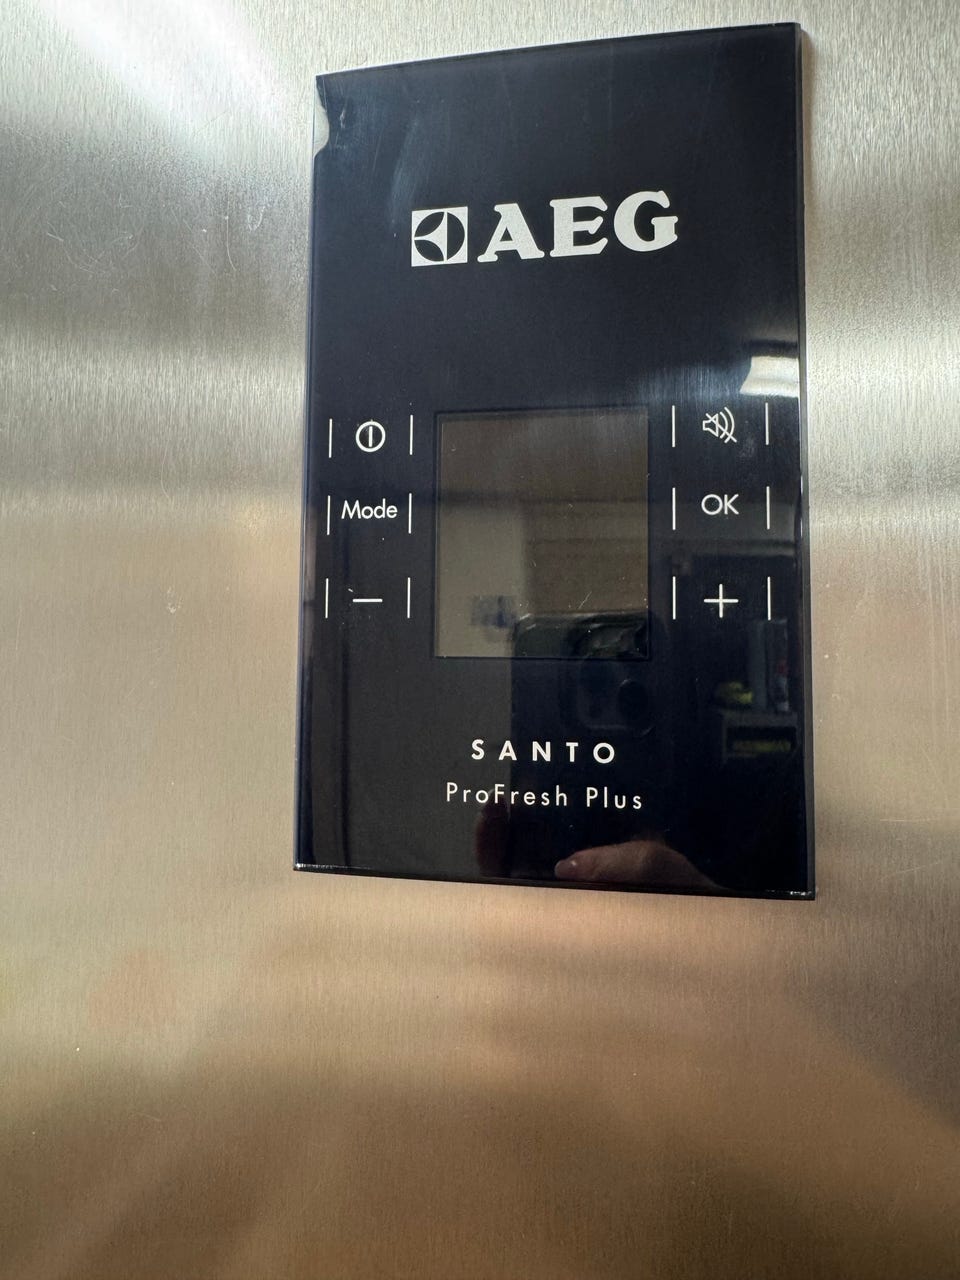 AEG
Mode
OK
− +
SANTO
ProFresh Plus